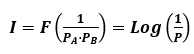 I = F ( 1 / P_A·P_B ) = Log ( 1 / P )